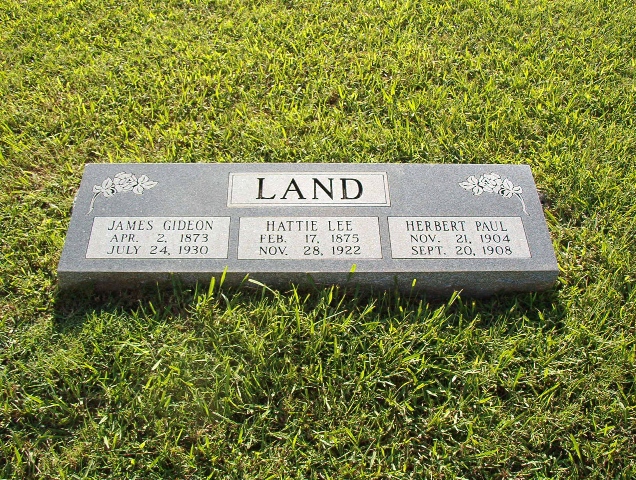 LAND
JAMES GIDEON
APR. 2, 1873
JULY 24, 1930
HATTIE LEE
FEB. 17, 1875
NOV. 28, 1922
HERBERT PAUL
NOV. 21, 1904
SEPT. 20, 1908